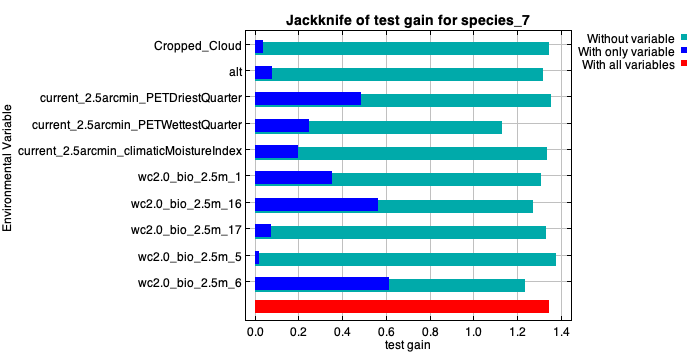 Jackknife of test gain for species_7
Without variable
With only variable
With all variables
Environmental Variable
Cropped_Cloud
alt
current_2.5arcmin_PETDriestQuarter
current_2.5arcmin_PETWettestQuarter
current_2.5arcmin_climaticMoistureIndex
wc2.0_bio_2.5m_1
wc2.0_bio_2.5m_16
wc2.0_bio_2.5m_17
wc2.0_bio_2.5m_5
wc2.0_bio_2.5m_6
0.0 0.2 0.4 0.6 0.8 1.0 1.2 1.4
test gain